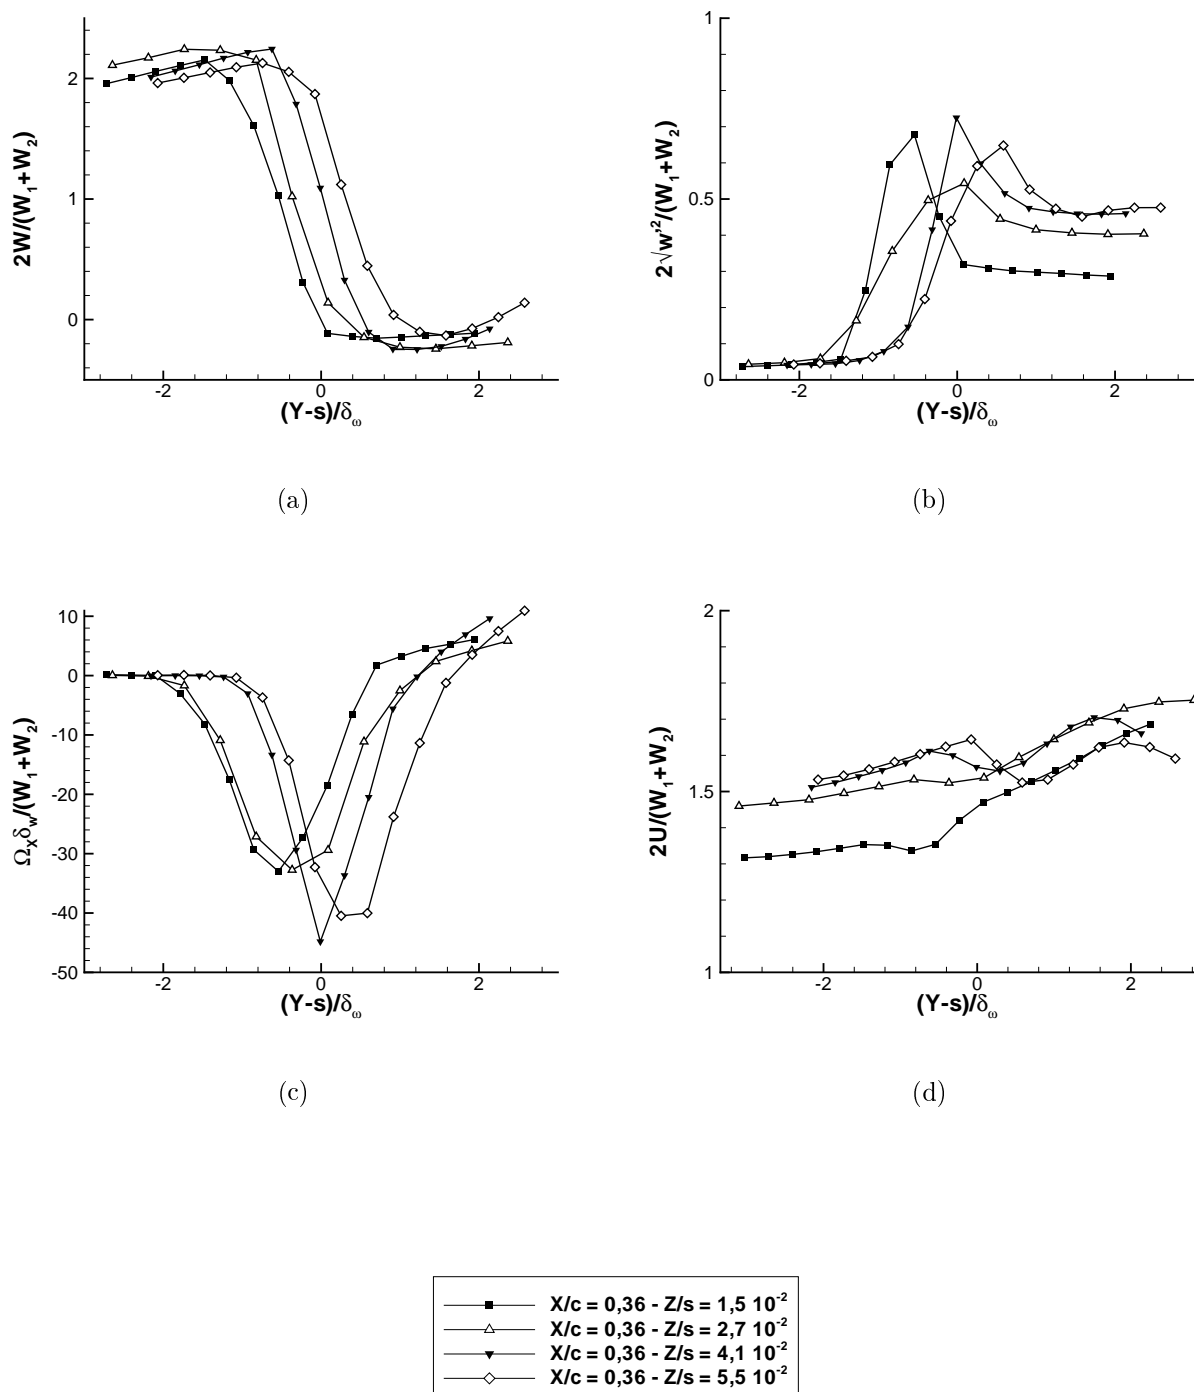 2
1
0
2W/(W₁+W₂)
-2 0 2
(Y-s)/δω
(a)
1
0.5
0
2√w'²/(W₁+W₂)
-2 0 2
(Y-s)/δω
(b)
10
0
-10
-20
-30
-40
-50
Ωₓδw/(W₁+W₂)
-2 0 2
(Y-s)/δω
(c)
2
1.5
1
2U/(W₁+W₂)
-2 0 2
(Y-s)/δω
(d)
X/c = 0,36 - Z/s = 1,5 10⁻²
X/c = 0,36 - Z/s = 2,7 10⁻²
X/c = 0,36 - Z/s = 4,1 10⁻²
X/c = 0,36 - Z/s = 5,5 10⁻²